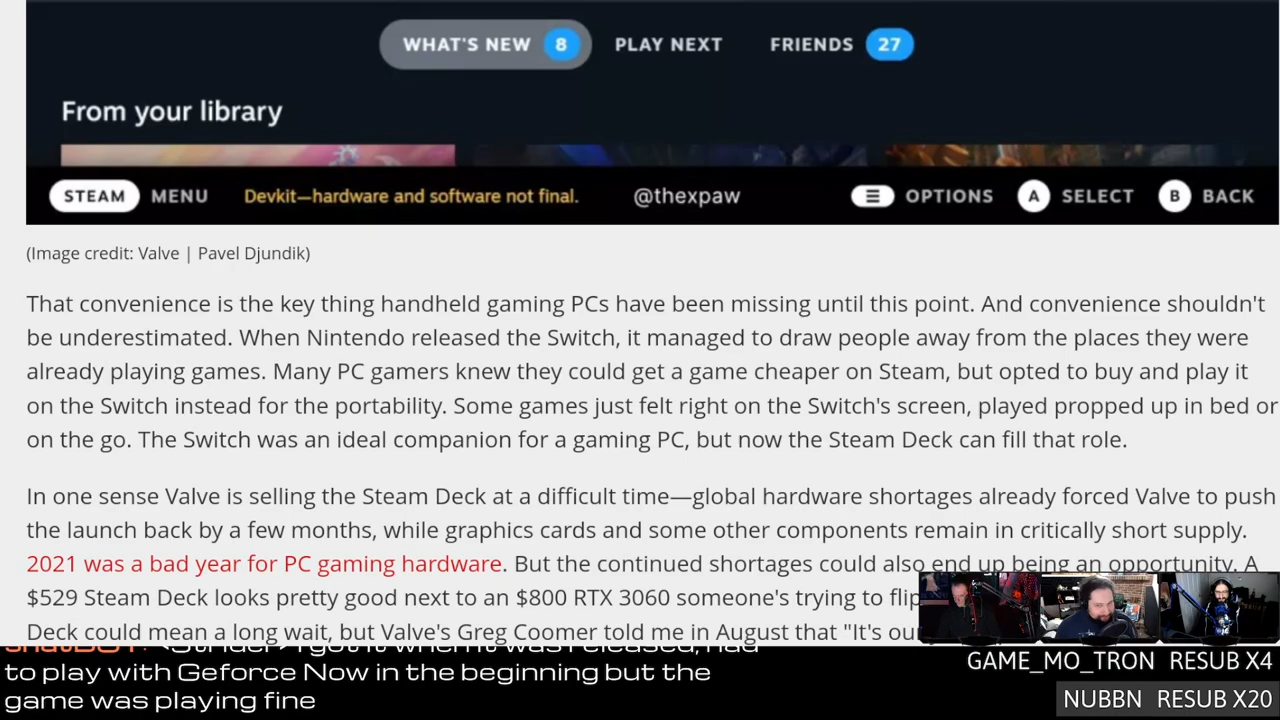 WHAT'S NEW 8 PLAY NEXT FRIENDS 27
From your library
STEAM MENU Devkit—hardware and software not final. @thexpaw OPTIONS A SELECT B BACK
(Image credit: Valve | Pavel Djundik)
That convenience is the key thing handheld gaming PCs have been missing until this point. And convenience shouldn't
be underestimated. When Nintendo released the Switch, it managed to draw people away from the places they were
already playing games. Many PC gamers knew they could get a game cheaper on Steam, but opted to buy and play it
on the Switch instead for the portability. Some games just felt right on the Switch's screen, played propped up in bed or
on the go. The Switch was an ideal companion for a gaming PC, but now the Steam Deck can fill that role.
In one sense Valve is selling the Steam Deck at a difficult time—global hardware shortages already forced Valve to push
the launch back by a few months, while graphics cards and some other components remain in critically short supply.
2021 was a bad year for PC gaming hardware. But the continued shortages could also end up being an opportunity. A
$529 Steam Deck looks pretty good next to an $800 RTX 3060 someone's trying to flip
Deck could mean a long wait, but Valve's Greg Coomer told me in August that "It's our
I got it when it was released, had
to play with Geforce Now in the beginning but the
game was playing fine
GAME_MO_TRON RESUB X4
NUBBN RESUB X20